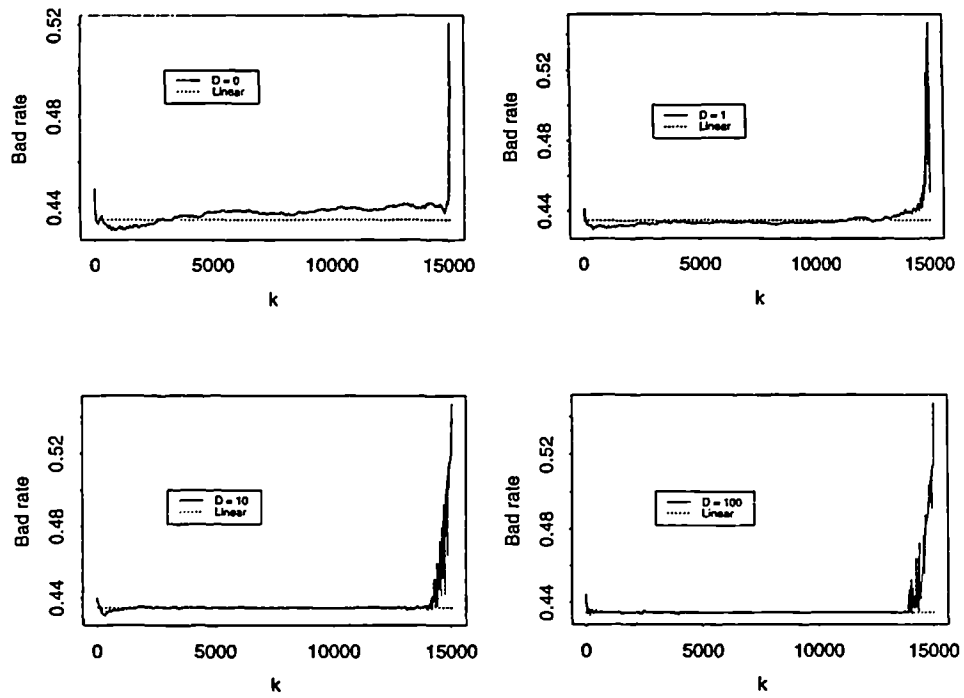 Bad rate
0.52
0.48
0.44
D = 0
Linear
0
5000
10000
15000
k
Bad rate
0.52
0.48
0.44
D = 1
Linear
0
5000
10000
15000
k
Bad rate
0.52
0.48
0.44
D = 10
Linear
0
5000
10000
15000
k
Bad rate
0.52
0.48
0.44
D = 100
Linear
0
5000
10000
15000
k